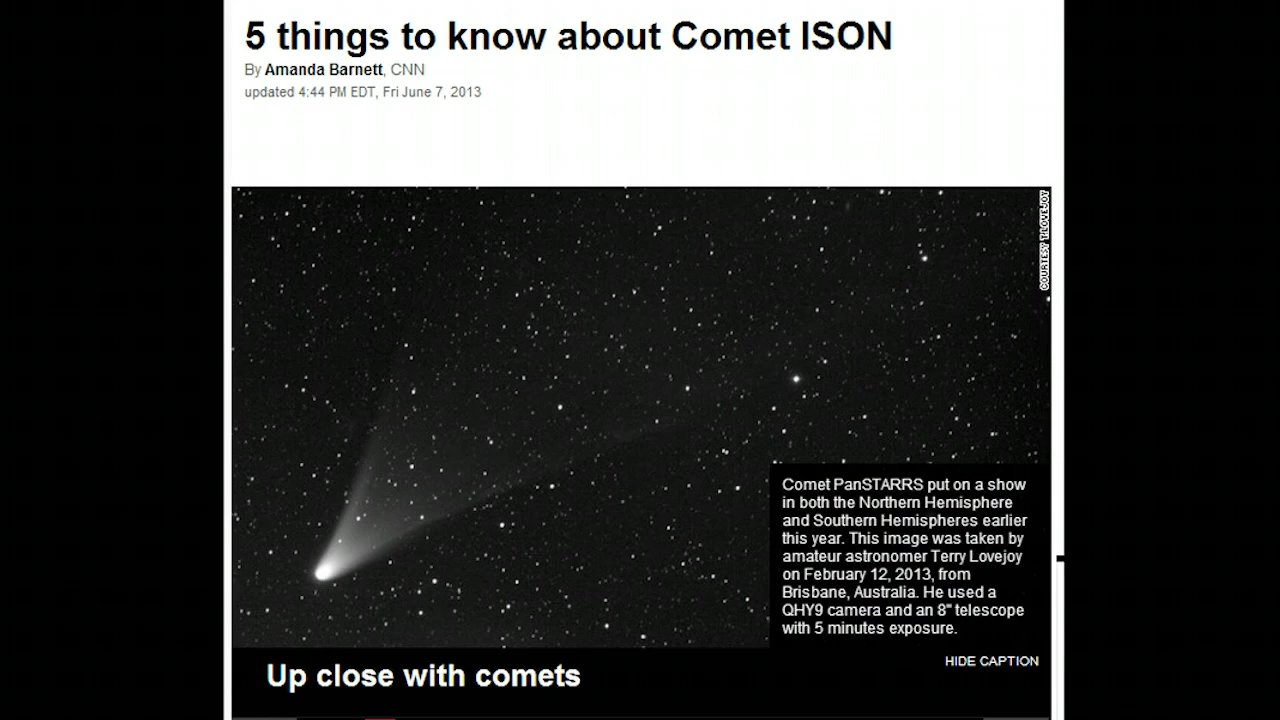 5 things to know about Comet ISON
By Amanda Barnett, CNN
updated 4:44 PM EDT, Fri June 7, 2013
COURTESY T.LOVEJOY
Comet PanSTARRS put on a show
in both the Northern Hemisphere
and Southern Hemispheres earlier
this year. This image was taken by
amateur astronomer Terry Lovejoy
on February 12, 2013, from
Brisbane, Australia. He used a
QHY9 camera and an 8" telescope
with 5 minutes exposure.
HIDE CAPTION
Up close with comets